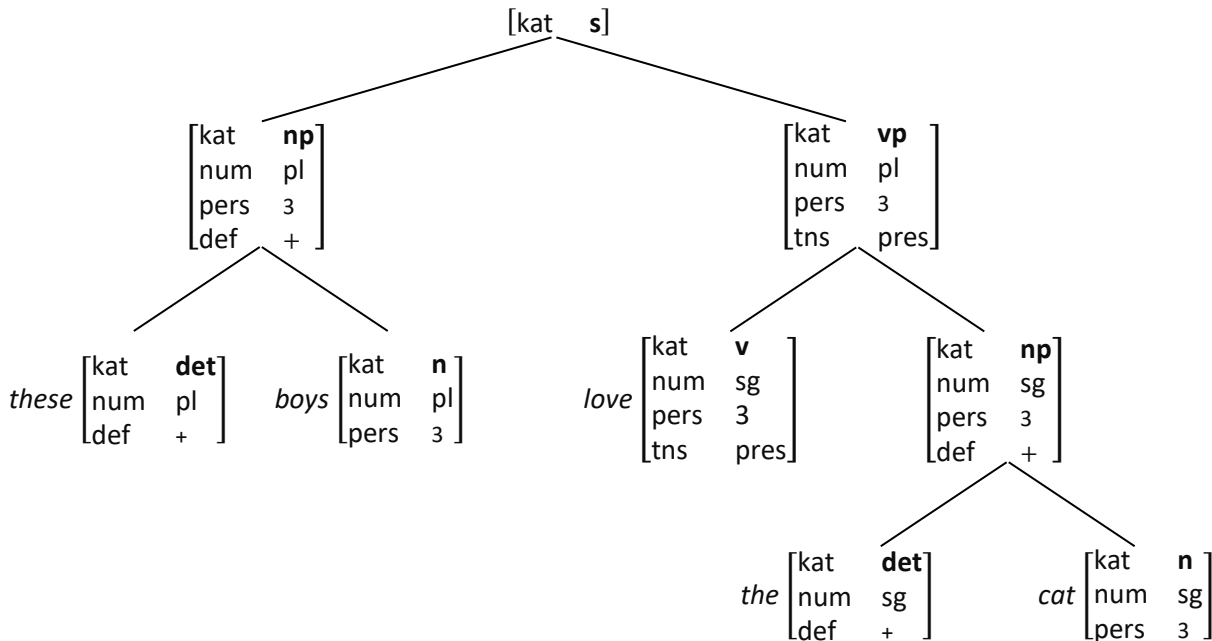 [kat s]
[kat np] [kat vp]
[num pl] [num pl]
[pers 3] [pers 3]
[def +] [tns pres]
these [kat det] boys [kat n] love [kat v] [kat np]
[num pl] [num pl] [num sg] [num sg]
[def +] [pers 3] [pers 3] [pers 3]
[tns pres] [def +]
the [kat det] cat [kat n]
[num sg] [num sg]
[def +] [pers 3]